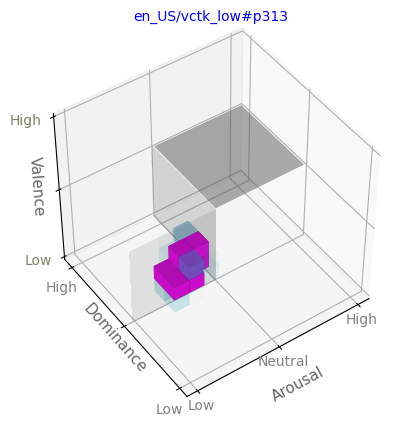 en_US/vctk_low#p313
High
Valence
Low
High
Dominance
Low
Low
Arousal
Neutral
High